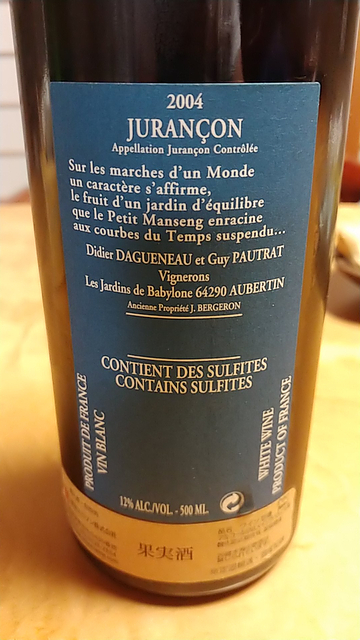 2004
JURANÇON
Appellation Jurançon Contrôlée
Sur les marches d'un Monde
un caractère s'affirme,
le fruit d'un jardin d'équilibre
que le Petit Manseng enracine
aux courbes du Temps suspendu...
Didier DAGUENEAU et Guy PAUTRAT
Vignerons
Les Jardins de Babylone 64290 AUBERTIN
Ancienne Propriété J. BERGERON
CONTIENT DES SULFITES
CONTAINS SULFITES
PRODUIT DE FRANCE
VIN BLANC
WHITE WINE
PRODUCT OF FRANCE
12% ALC./VOL. - 500 ML.
果実酒